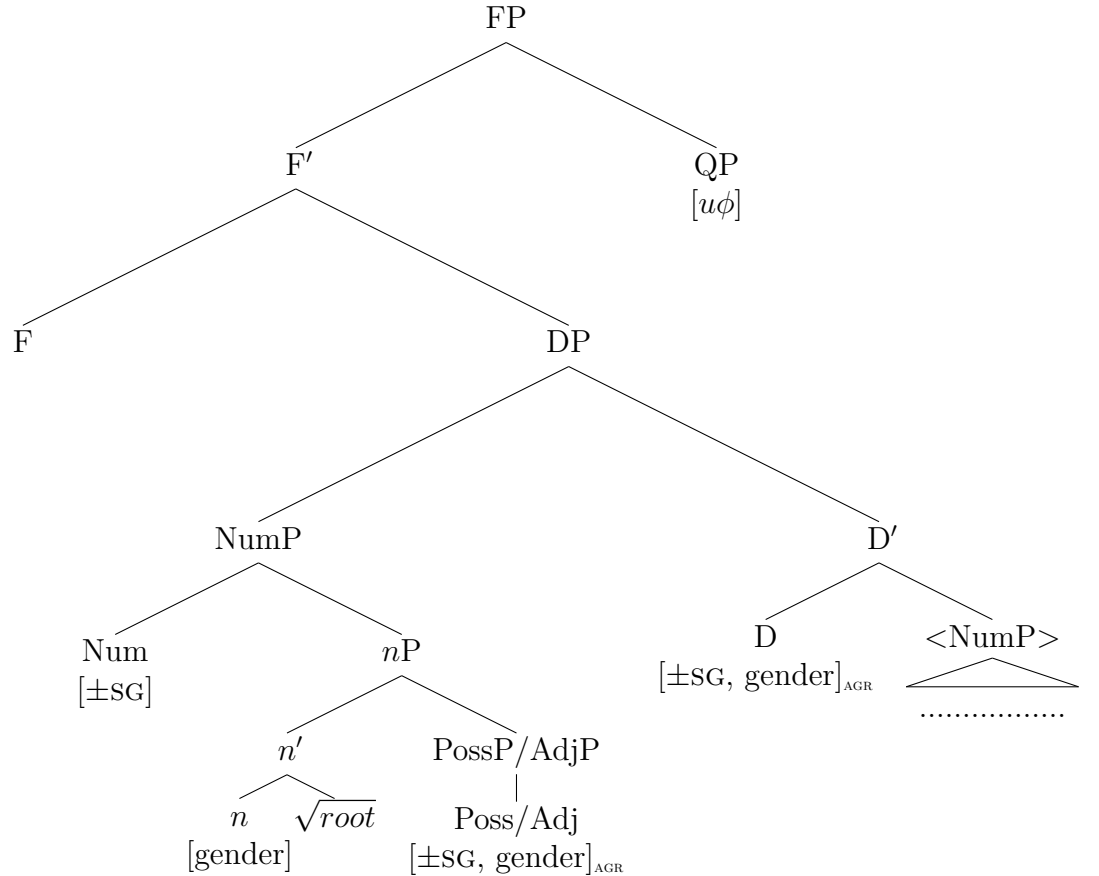 FP
F′ QP
[uϕ]
F DP
NumP D′
Num nP D <NumP>
[±SG] [±SG, gender]AGR
n′ PossP/AdjP .................
n √root Poss/Adj
[gender] [±SG, gender]AGR